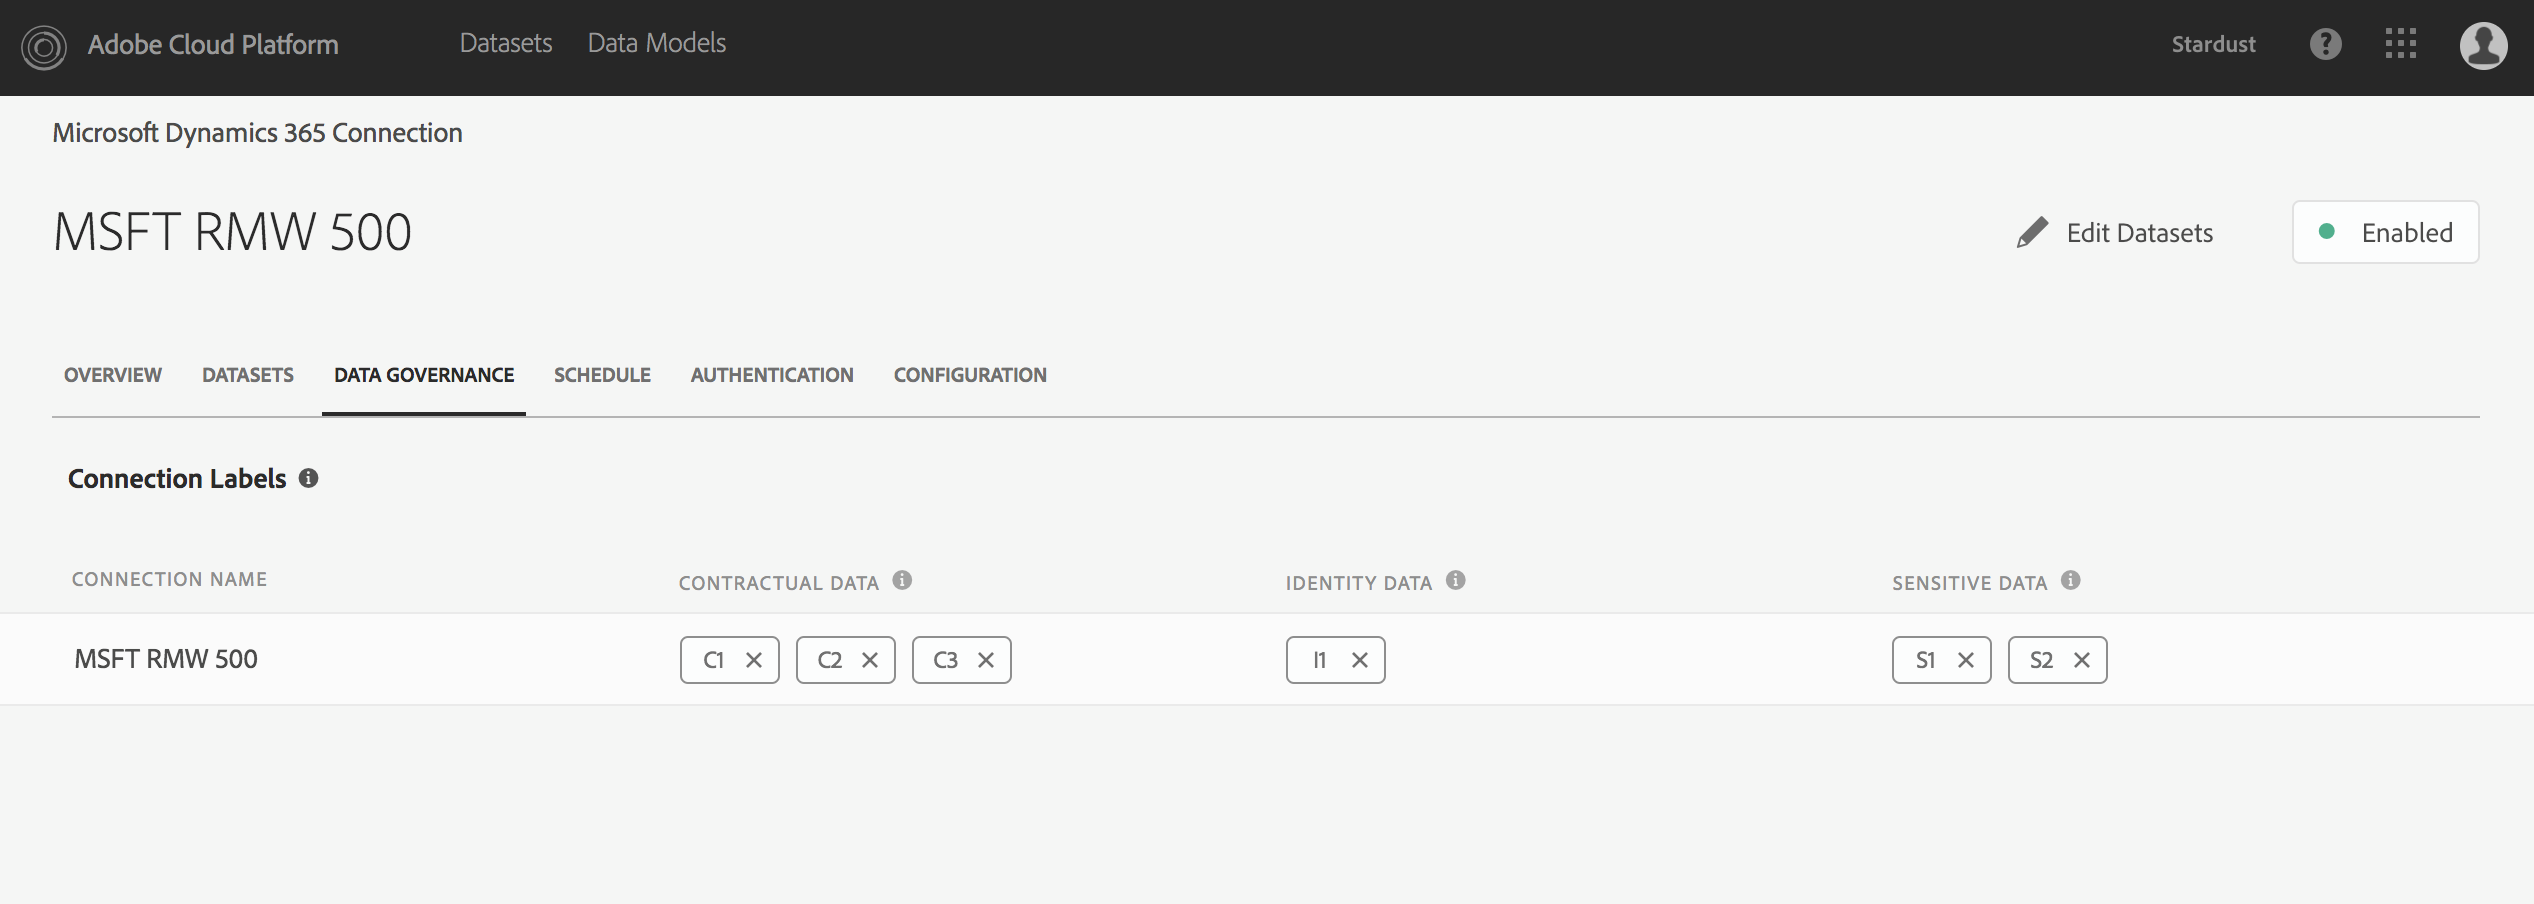 Adobe Cloud Platform Datasets Data Models Stardust ?
Microsoft Dynamics 365 Connection
MSFT RMW 500 Edit Datasets Enabled
OVERVIEW DATASETS DATA GOVERNANCE SCHEDULE AUTHENTICATION CONFIGURATION
Connection Labels i
CONNECTION NAME CONTRACTUAL DATA i IDENTITY DATA i SENSITIVE DATA i
MSFT RMW 500 C1 C2 C3 I1 S1 S2